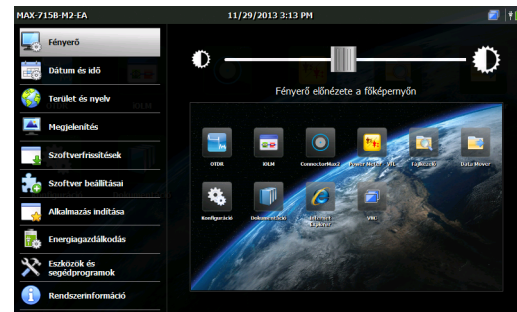 MAX-715B-M2-EA
11/29/2013 3:13 PM
Fényerő
Dátum és idő
Terület és nyelv
Megjelenítés
Szoftverfrissítések
Szoftver beállításai
Alkalmazás indítása
Energiagazdálkodás
Eszközök és
segédprogramok
Rendszerinformáció
Fényerő előnézete a főképernyőn
OTDR
iOLM
ConnectorMax2
Power Meter - VFL
Fájlkezelő
Data Mover
Konfiguráció
Dokumentáció
Internet
Explorer
VNC